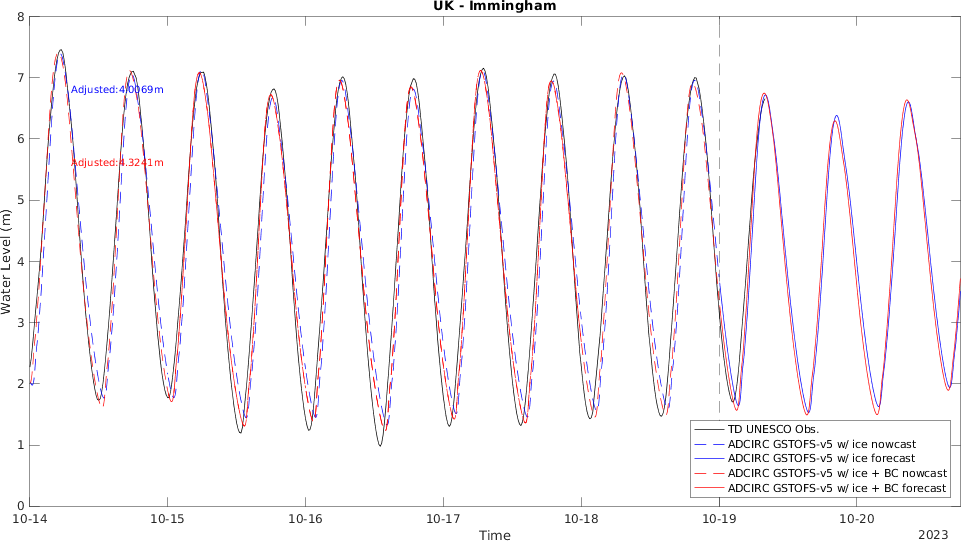 UK - Immingham
8
7
6
5
4
3
2
1
0
Water Level (m)
Adjusted:4.0069m
Adjusted:4.3241m
TD UNESCO Obs.
ADCIRC GSTOFS-v5 w/ ice nowcast
ADCIRC GSTOFS-v5 w/ ice forecast
ADCIRC GSTOFS-v5 w/ ice + BC nowcast
ADCIRC GSTOFS-v5 w/ ice + BC forecast
10-14 10-15 10-16 10-17 10-18 10-19 10-20
Time
2023